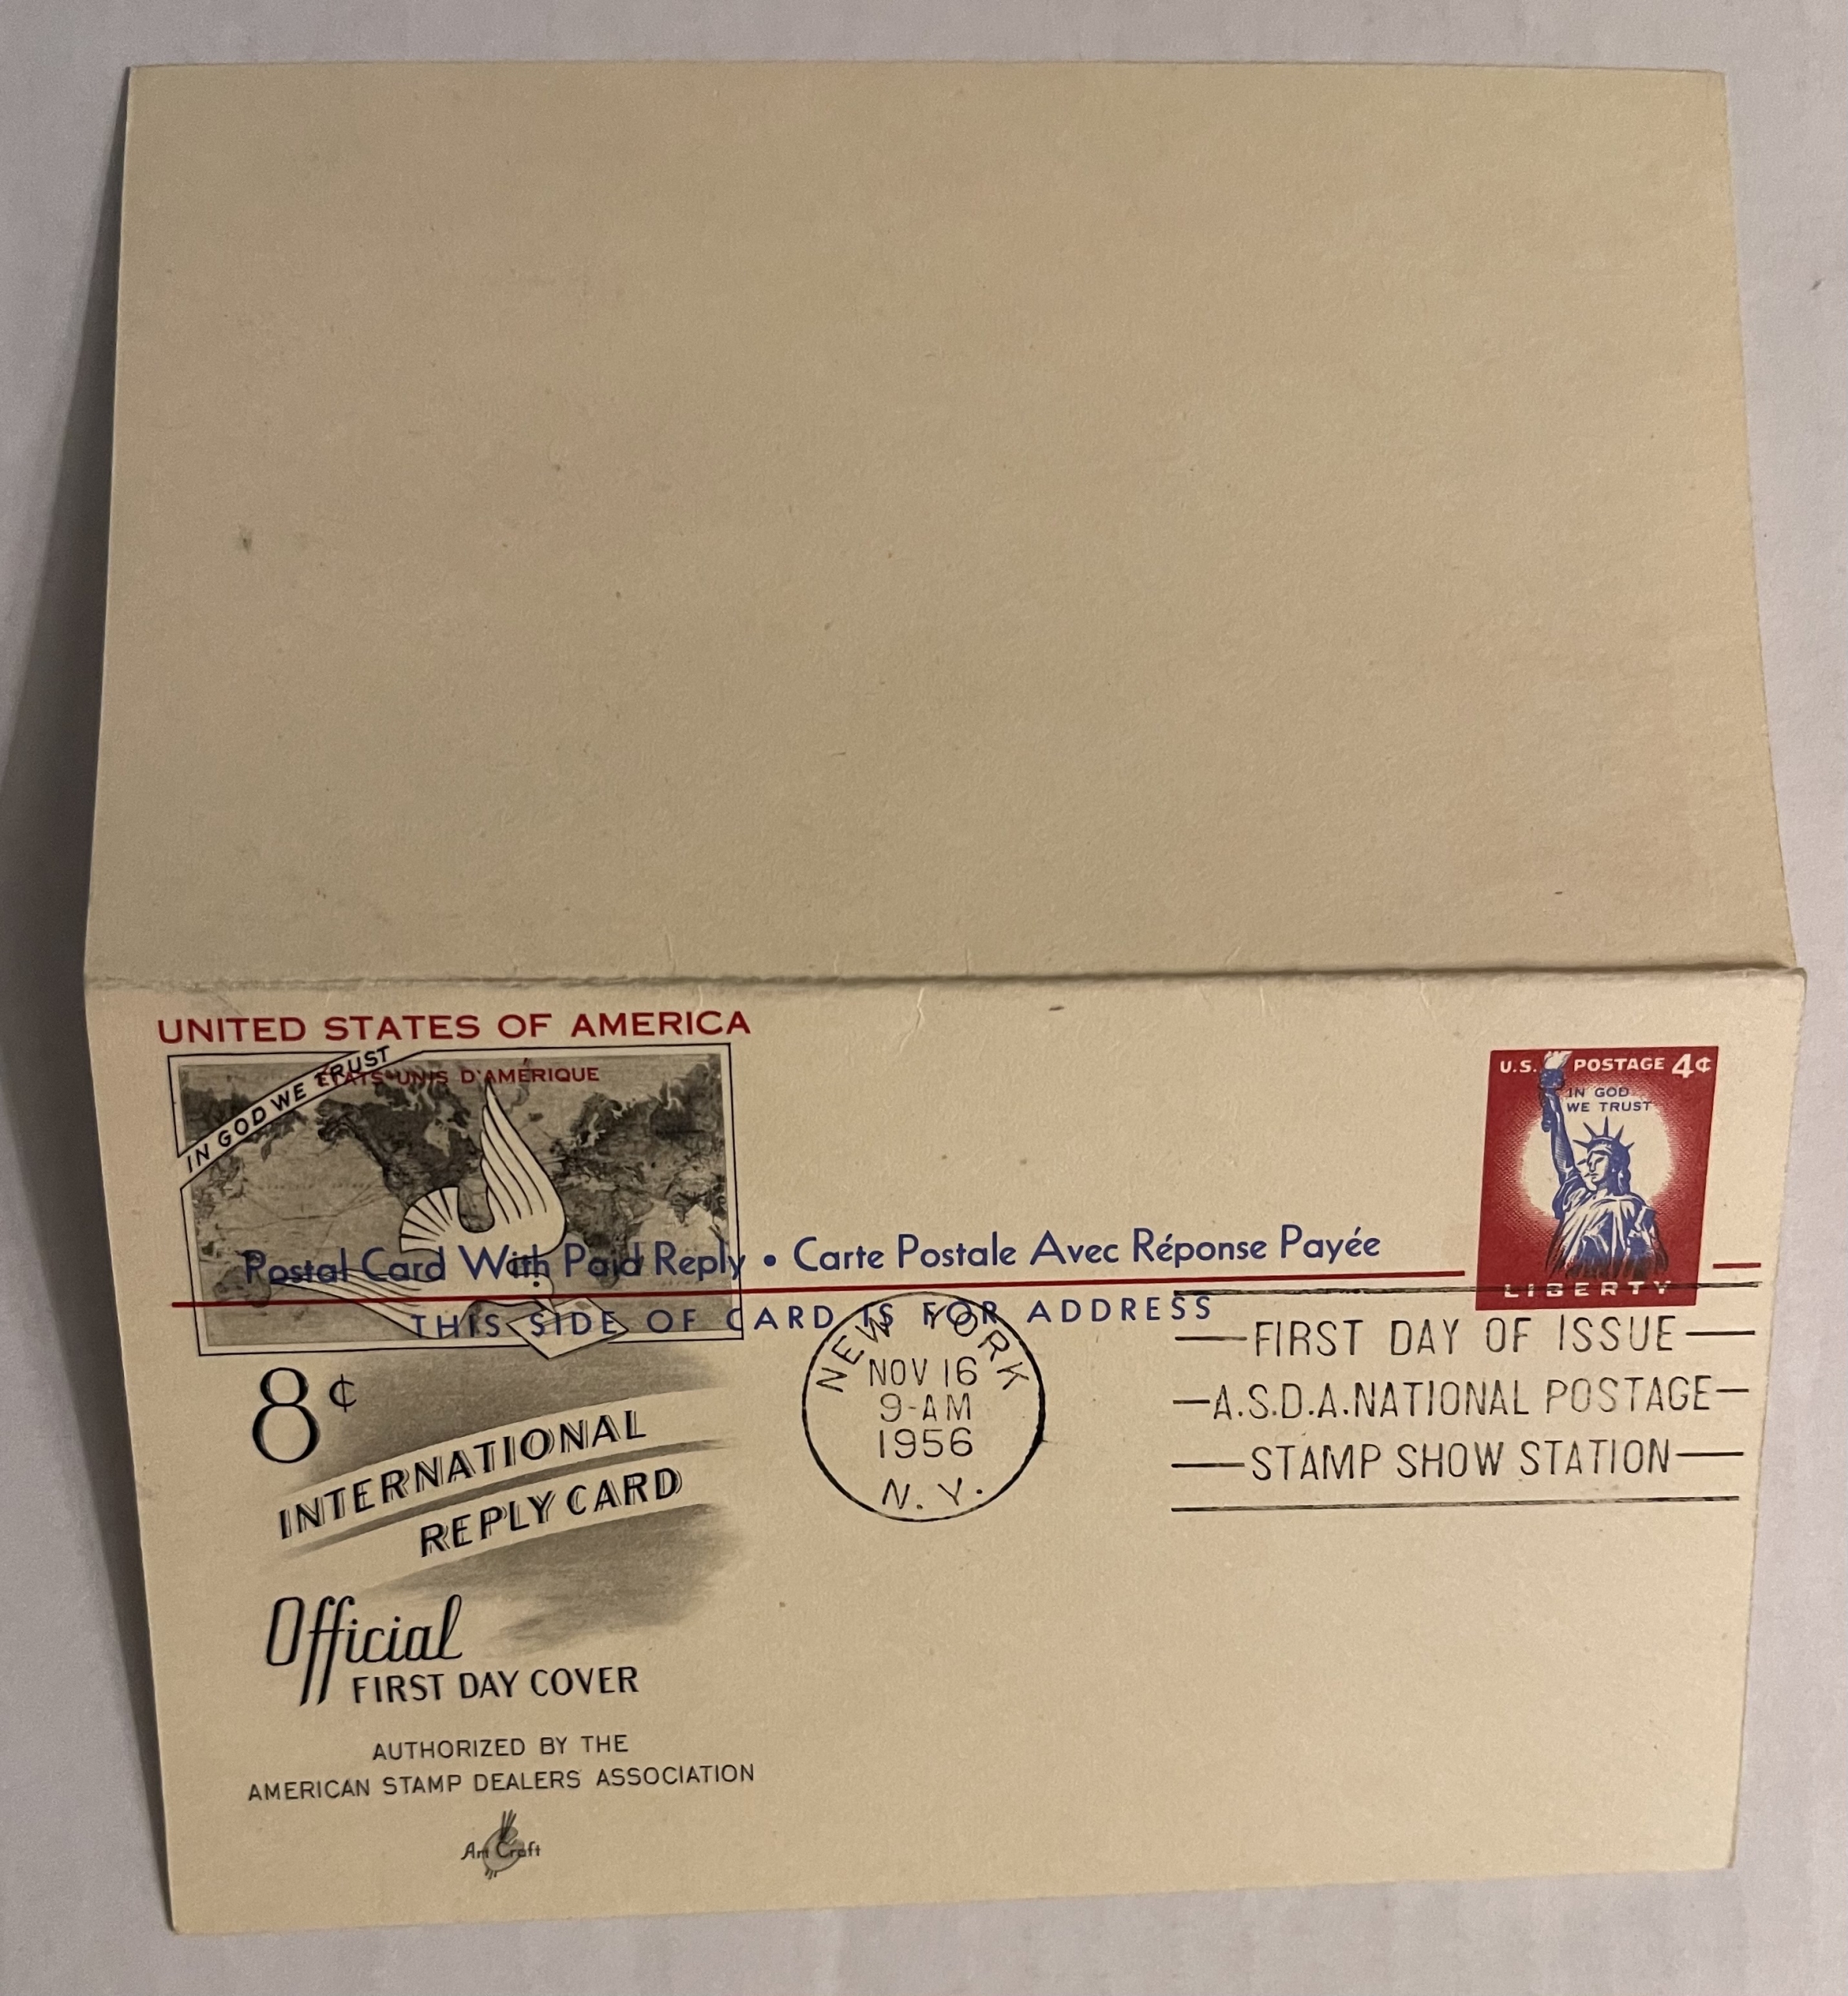 UNITED STATES OF AMERICA
IN GOD WE TRUST
ÉTATS-UNIS D'AMÉRIQUE
U.S. POSTAGE 4¢
IN GOD
WE TRUST
LIBERTY
Postal Card With Paid Reply • Carte Postale Avec Réponse Payée
THIS SIDE OF CARD IS FOR ADDRESS
NEW YORK
NOV 16
9-AM
1956
N. Y.
FIRST DAY OF ISSUE
A.S.D.A. NATIONAL POSTAGE
STAMP SHOW STATION
8¢
INTERNATIONAL
REPLY CARD
Official
FIRST DAY COVER
AUTHORIZED BY THE
AMERICAN STAMP DEALERS ASSOCIATION
Art Craft